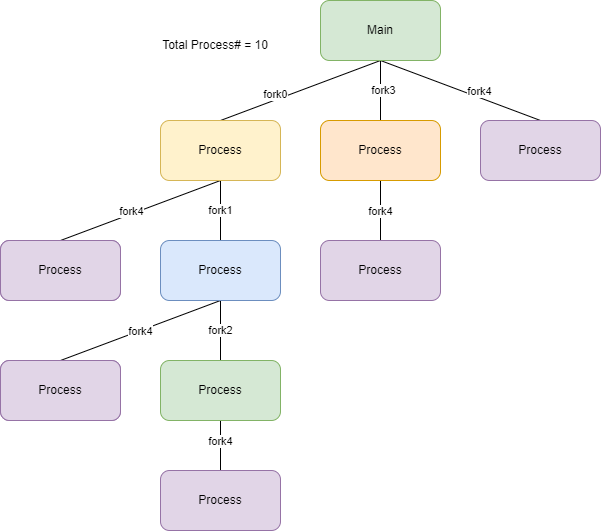 Main
Total Process# = 10
fork0
fork3
fork4
Process
Process
Process
fork4
fork1
fork4
Process
Process
Process
fork4
fork2
Process
Process
fork4
Process